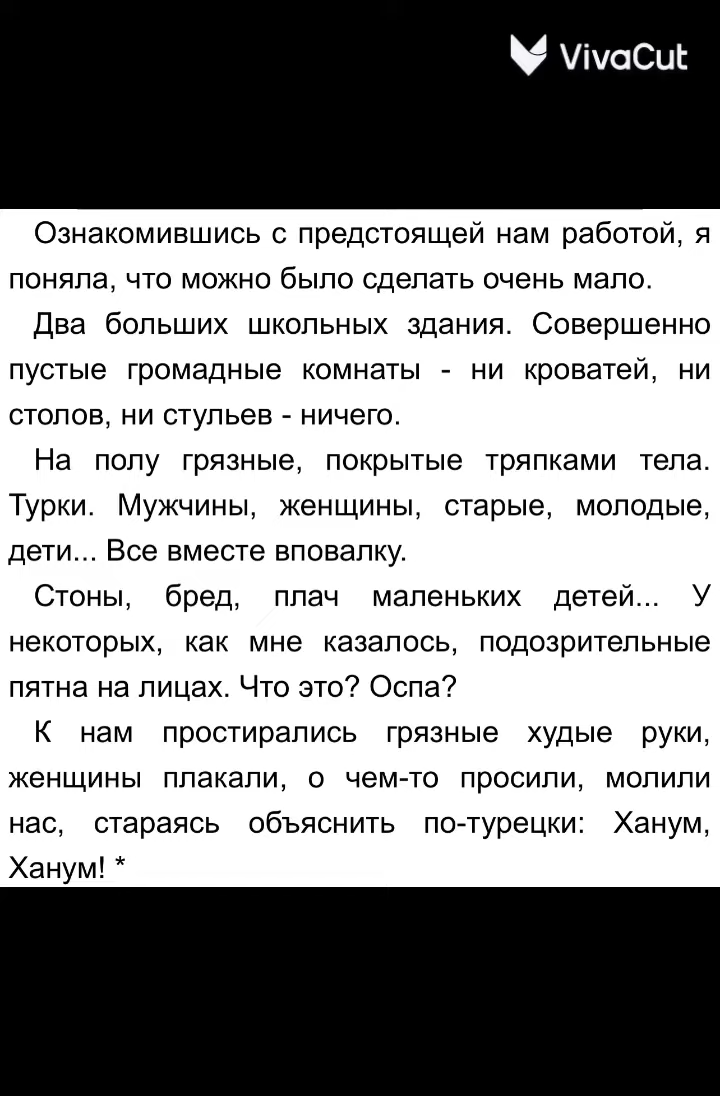 VivaCut
Ознакомившись с предстоящей нам работой, я
поняла, что можно было сделать очень мало.
Два больших школьных здания. Совершенно
пустые громадные комнаты - ни кроватей, ни
столов, ни стульев - ничего.
На полу грязные, покрытые тряпками тела.
Турки. Мужчины, женщины, старые, молодые,
дети... Все вместе вповалку.
Стоны, бред, плач маленьких детей... У
некоторых, как мне казалось, подозрительные
пятна на лицах. Что это? Оспа?
К нам простирались грязные худые руки,
женщины плакали, о чем-то просили, молили
нас, стараясь объяснить по-турецки: Ханум,
Ханум! *